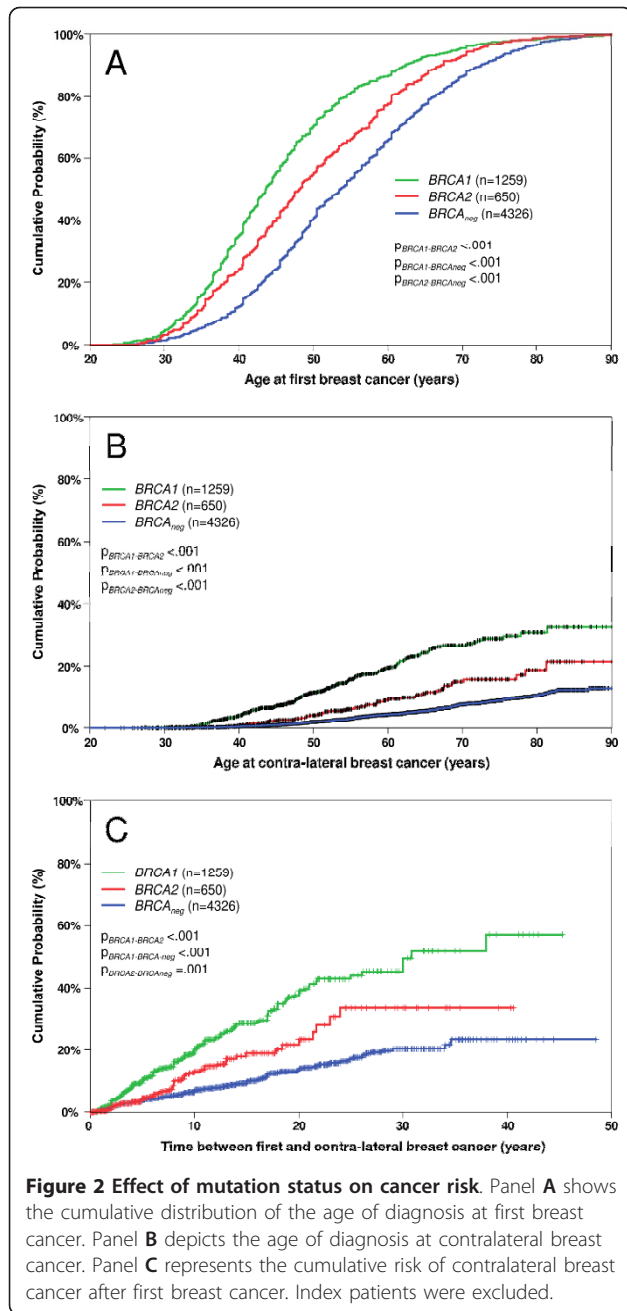 A
100%
80%
60%
40%
20%
0%
Cumulative Probability (%)
BRCA1 (n=1259)
BRCA2 (n=650)
BRCAneg (n=4326)
pBRCA1-BRCA2 <.001
pBRCA1-BRCAneg <.001
pBRCA2-BRCAneg <.001
20 30 40 50 60 70 80 90
Age at first breast cancer (years)
B
100%
80%
60%
40%
20%
0%
Cumulative Probability (%)
BRCA1 (n=1259)
BRCA2 (n=650)
BRCAneg (n=4326)
pBRCA1-BRCA2 <.001
pBRCA1-BRCAneg <.001
pBRCA2-BRCAneg <.001
20 30 40 50 60 70 80 90
Age at contra-lateral breast cancer (years)
C
100%
80%
60%
40%
20%
0%
Cumulative Probability (%)
BRCA1 (n=1259)
BRCA2 (n=650)
BRCAneg (n=4326)
pBRCA1-BRCA2 <.001
pBRCA1-BRCA-neg <.001
pBRCA2-BRCAneg =.001
0 10 20 30 40 50
Time between first and contra-lateral breast cancer (years)
Figure 2 Effect of mutation status on cancer risk. Panel A shows
the cumulative distribution of the age of diagnosis at first breast
cancer. Panel B depicts the age of diagnosis at contralateral breast
cancer. Panel C represents the cumulative risk of contralateral breast
cancer after first breast cancer. Index patients were excluded.